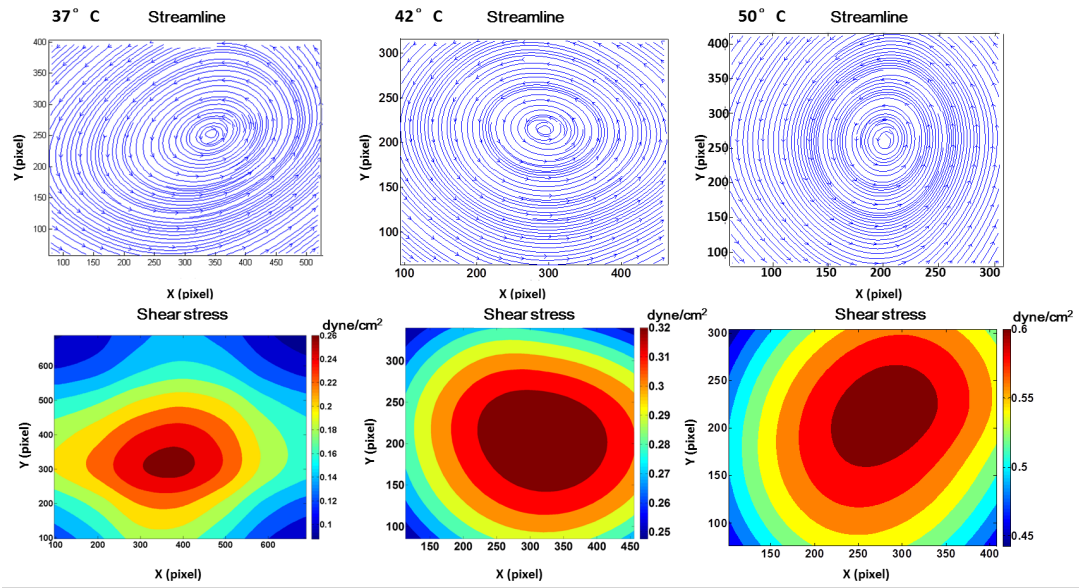 37° C Streamline
42° C Streamline
50° C Streamline
400
350
300
250
200
150
100
Y (pixel)
100 150 200 250 300 350 400 450 500
X (pixel)
300
250
200
150
100
Y (pixel)
100 200 300 400
X (pixel)
400
350
300
250
200
150
100
Y (pixel)
100 150 200 250 300
X (pixel)
Shear stress
dyne/cm²
600
500
400
300
200
100
Y (pixel)
100 200 300 400 500 600
X (pixel)
0.26
0.24
0.22
0.2
0.18
0.16
0.14
0.12
0.1
Shear stress
dyne/cm²
300
250
200
150
100
Y (pixel)
150 200 250 300 350 400 450
X (pixel)
0.32
0.31
0.3
0.29
0.28
0.27
0.26
0.25
Shear stress
dyne/cm²
300
250
200
150
100
Y (pixel)
150 200 250 300 350 400
X (pixel)
0.6
0.55
0.5
0.45